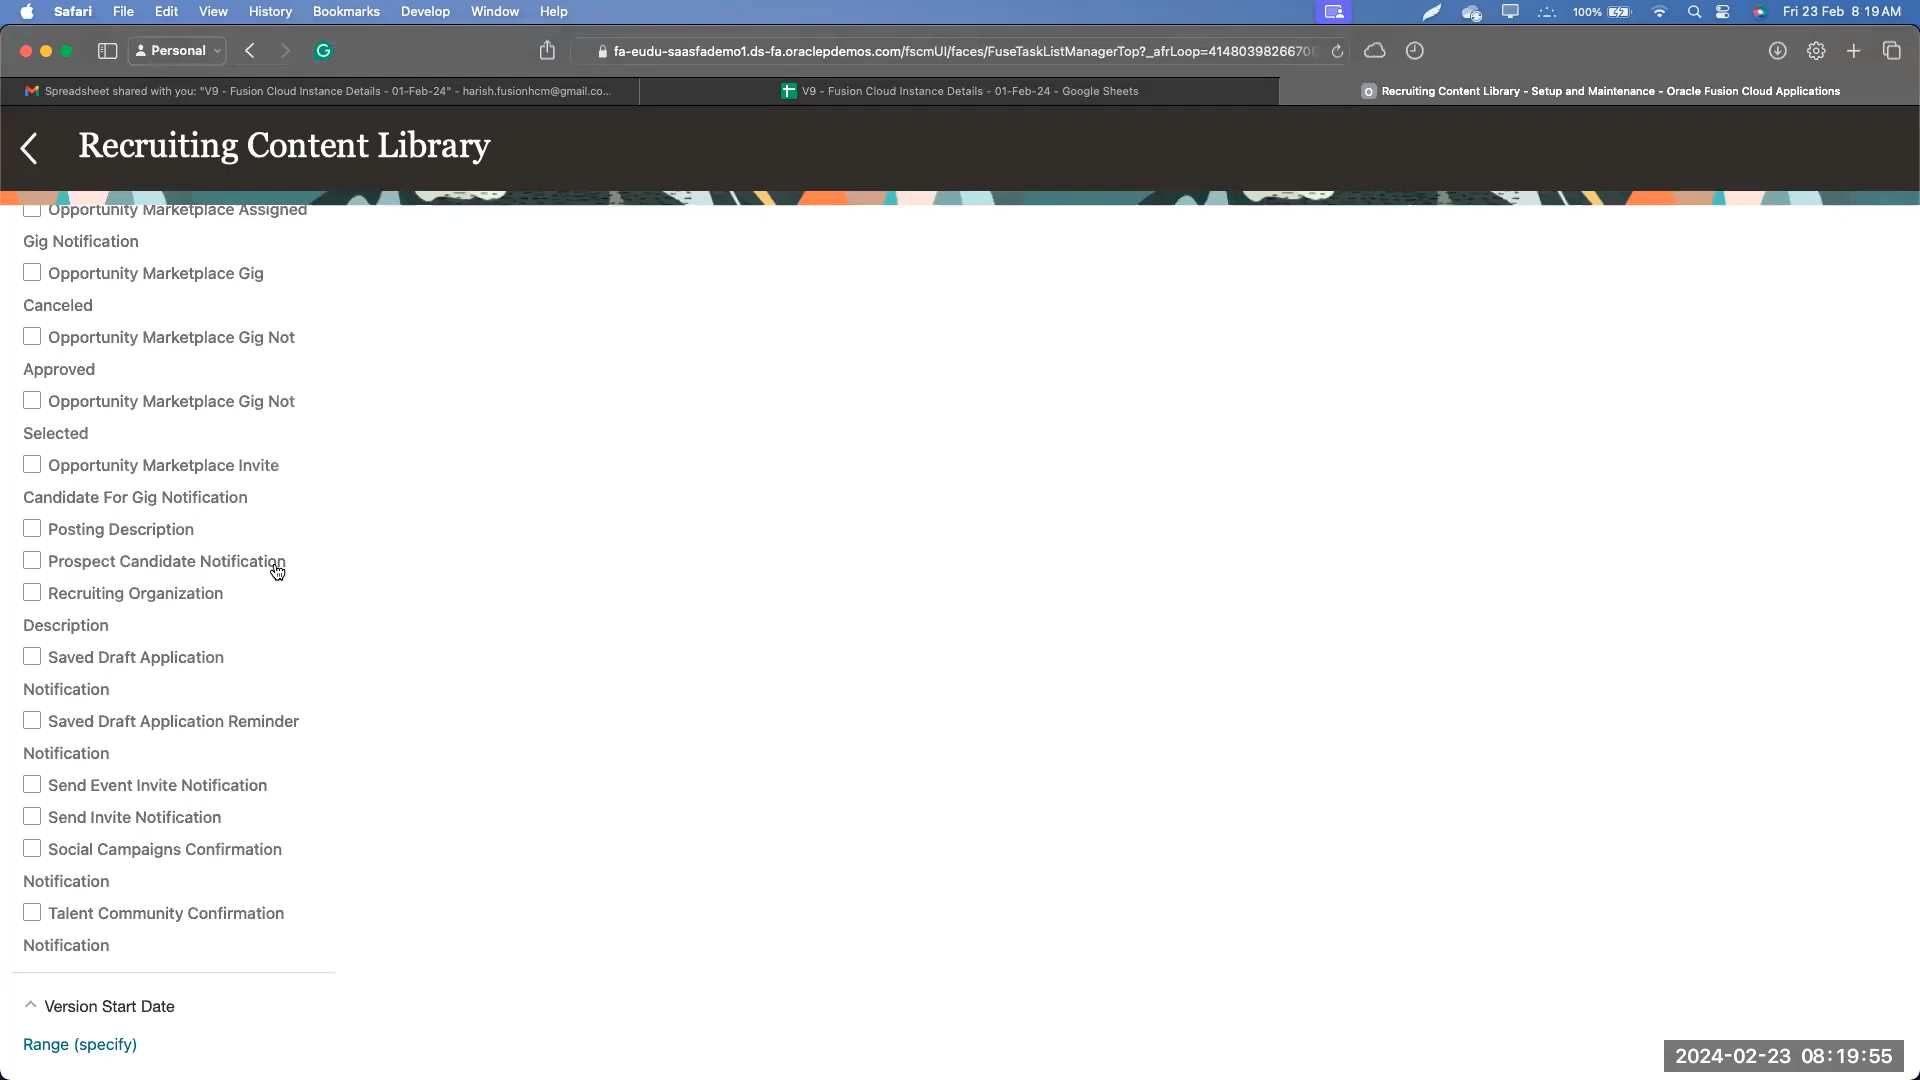 Safari File Edit View History Bookmarks Develop Window Help 100% Fri 23 Feb 8 19 AM
Personal fa-eudu-saasfademo1.ds-fa.oraclepdemos.com/fscmUI/faces/FuseTaskListManagerTop?_afrLoop=4148039826670
Spreadsheet shared with you: "V9 - Fusion Cloud Instance Details - 01-Feb-24" - harish.fusionhcm@gmail.co... V9 - Fusion Cloud Instance Details - 01-Feb-24 - Google Sheets Recruiting Content Library - Setup and Maintenance - Oracle Fusion Cloud Applications
Recruiting Content Library
Opportunity Marketplace Assigned
Gig Notification
Opportunity Marketplace Gig
Canceled
Opportunity Marketplace Gig Not
Approved
Opportunity Marketplace Gig Not
Selected
Opportunity Marketplace Invite
Candidate For Gig Notification
Posting Description
Prospect Candidate Notification
Recruiting Organization
Description
Saved Draft Application
Notification
Saved Draft Application Reminder
Notification
Send Event Invite Notification
Send Invite Notification
Social Campaigns Confirmation
Notification
Talent Community Confirmation
Notification
Version Start Date
Range (specify)
2024-02-23 08:19:55